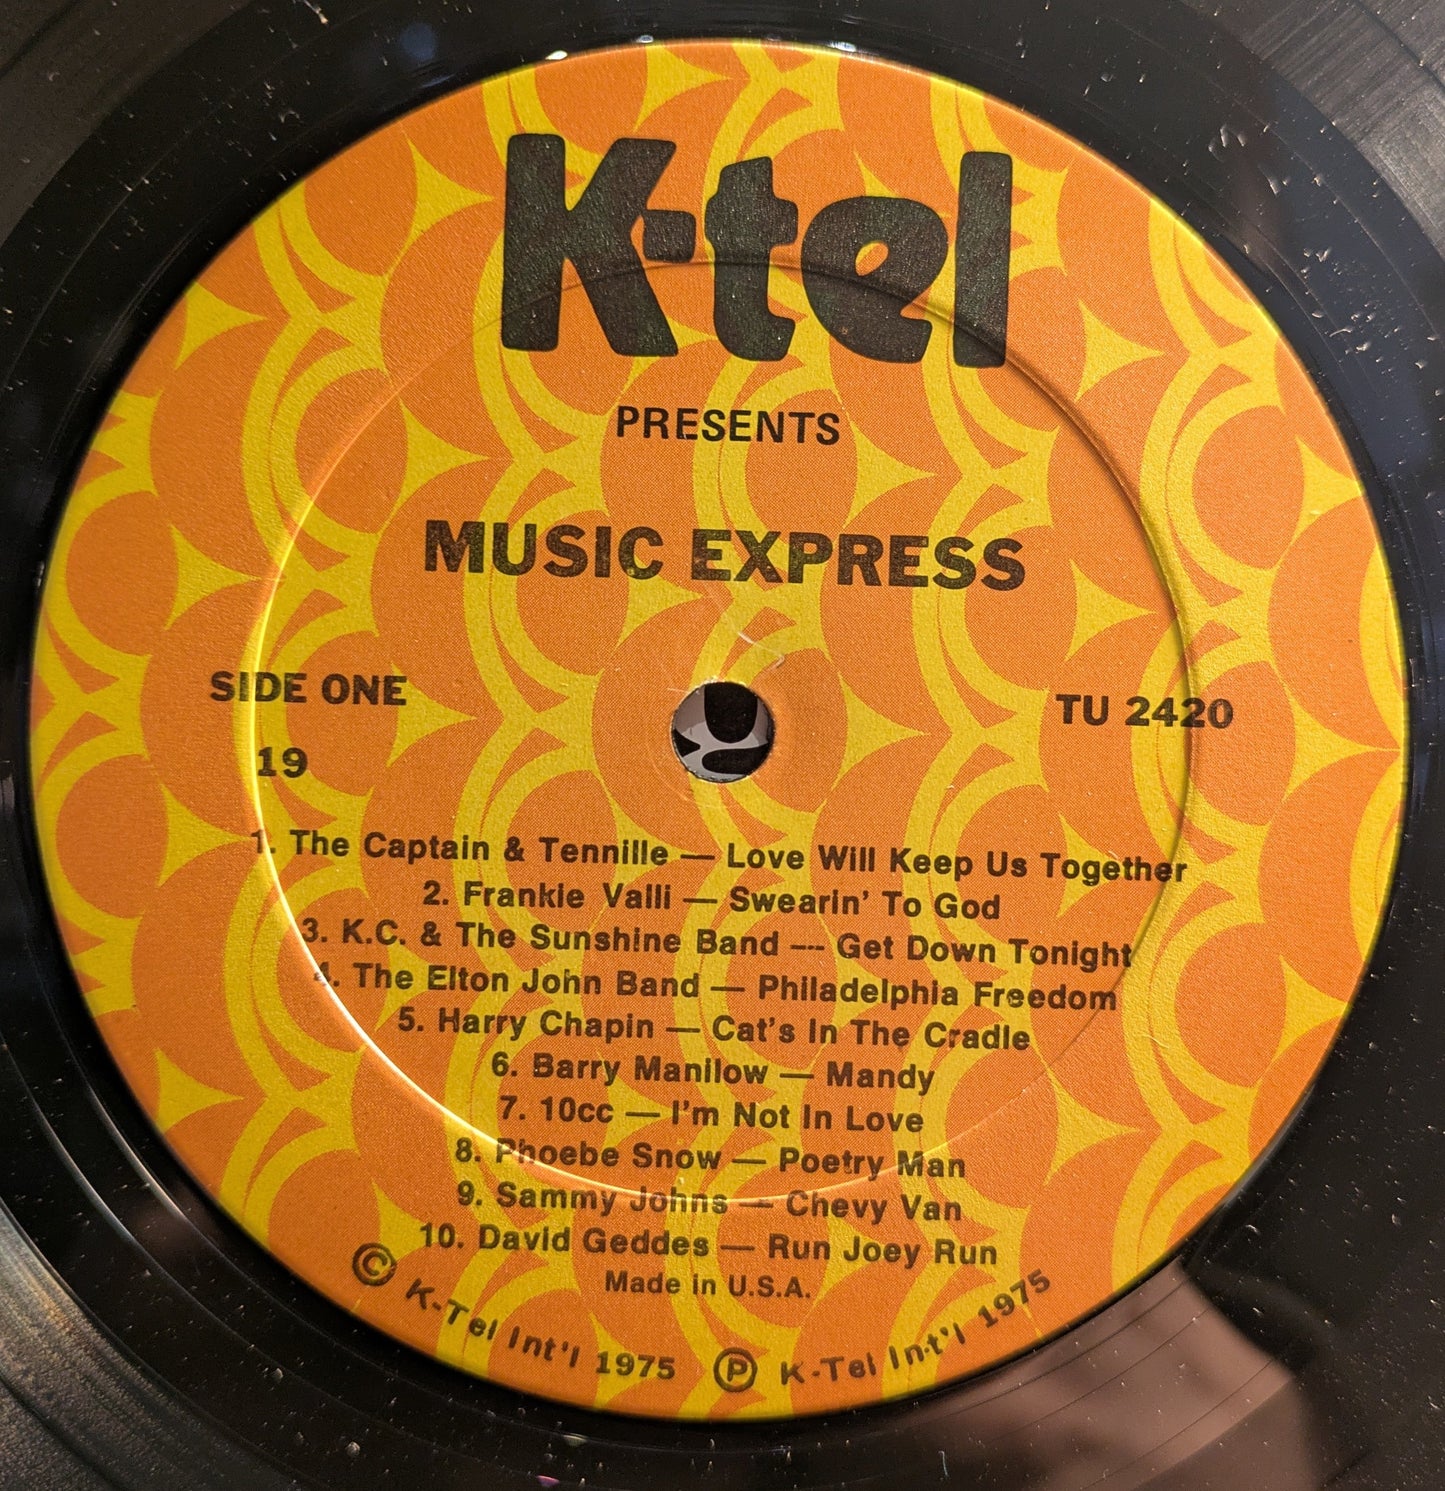 K-tel
PRESENTS
MUSIC EXPRESS
SIDE ONE
TU 2420
19
1. The Captain & Tennille — Love Will Keep Us Together
2. Frankie Valli — Swearin' To God
3. K.C. & The Sunshine Band — Get Down Tonight
4. The Elton John Band — Philadelphia Freedom
5. Harry Chapin — Cat's In The Cradle
6. Barry Manilow — Mandy
7. 10cc — I'm Not In Love
8. Phoebe Snow — Poetry Man
9. Sammy Johns — Chevy Van
10. David Geddes — Run Joey Run
Made in U.S.A.
© K-Tel Int'l 1975 ℗ K-Tel Int'l 1975